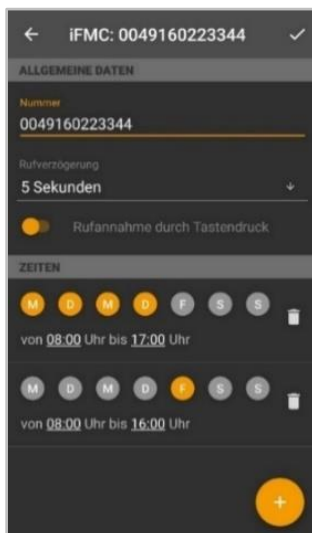 iFMC: 0049160223344
ALLGEMEINE DATEN
Nummer
0049160223344
Rufverzögerung
5 Sekunden
Rufannahme durch Tastendruck
ZEITEN
M D M D F S S
von 08:00 Uhr bis 17:00 Uhr
M D M D F S S
von 08:00 Uhr bis 16:00 Uhr
+